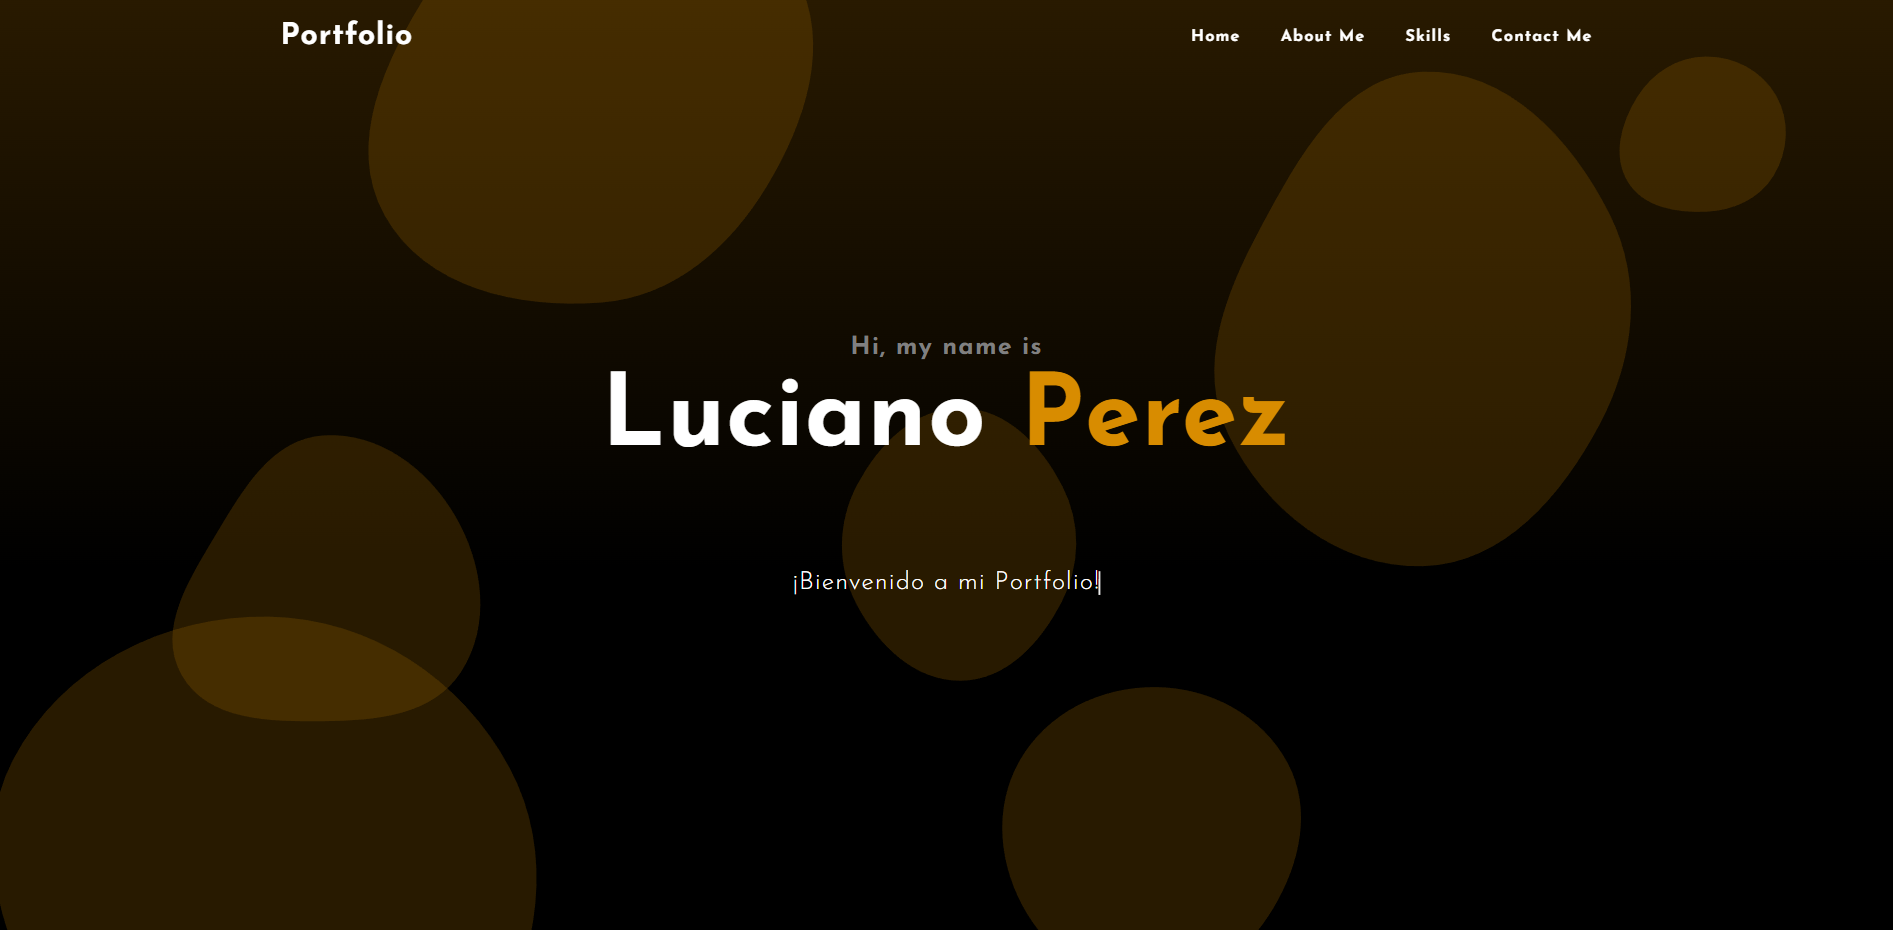 Portfolio
Home About Me Skills Contact Me
Hi, my name is
Luciano Perez
¡Bienvenido a mi Portfolio!